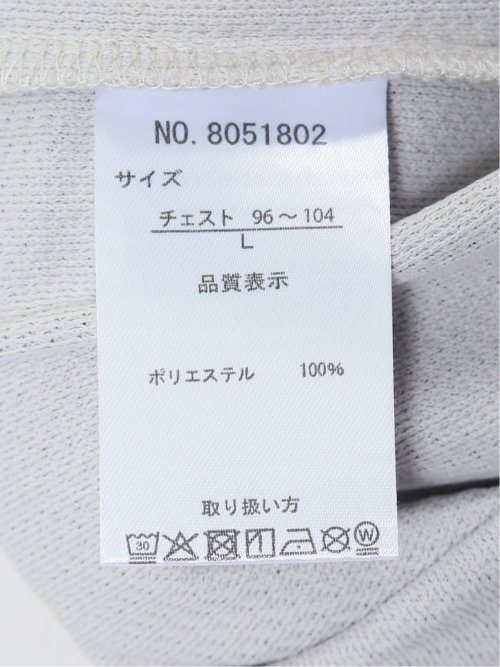 NO. 8051802
サイズ
チェスト 96～104
L
品質表示
ポリエステル 100%
取り扱い方
30 W